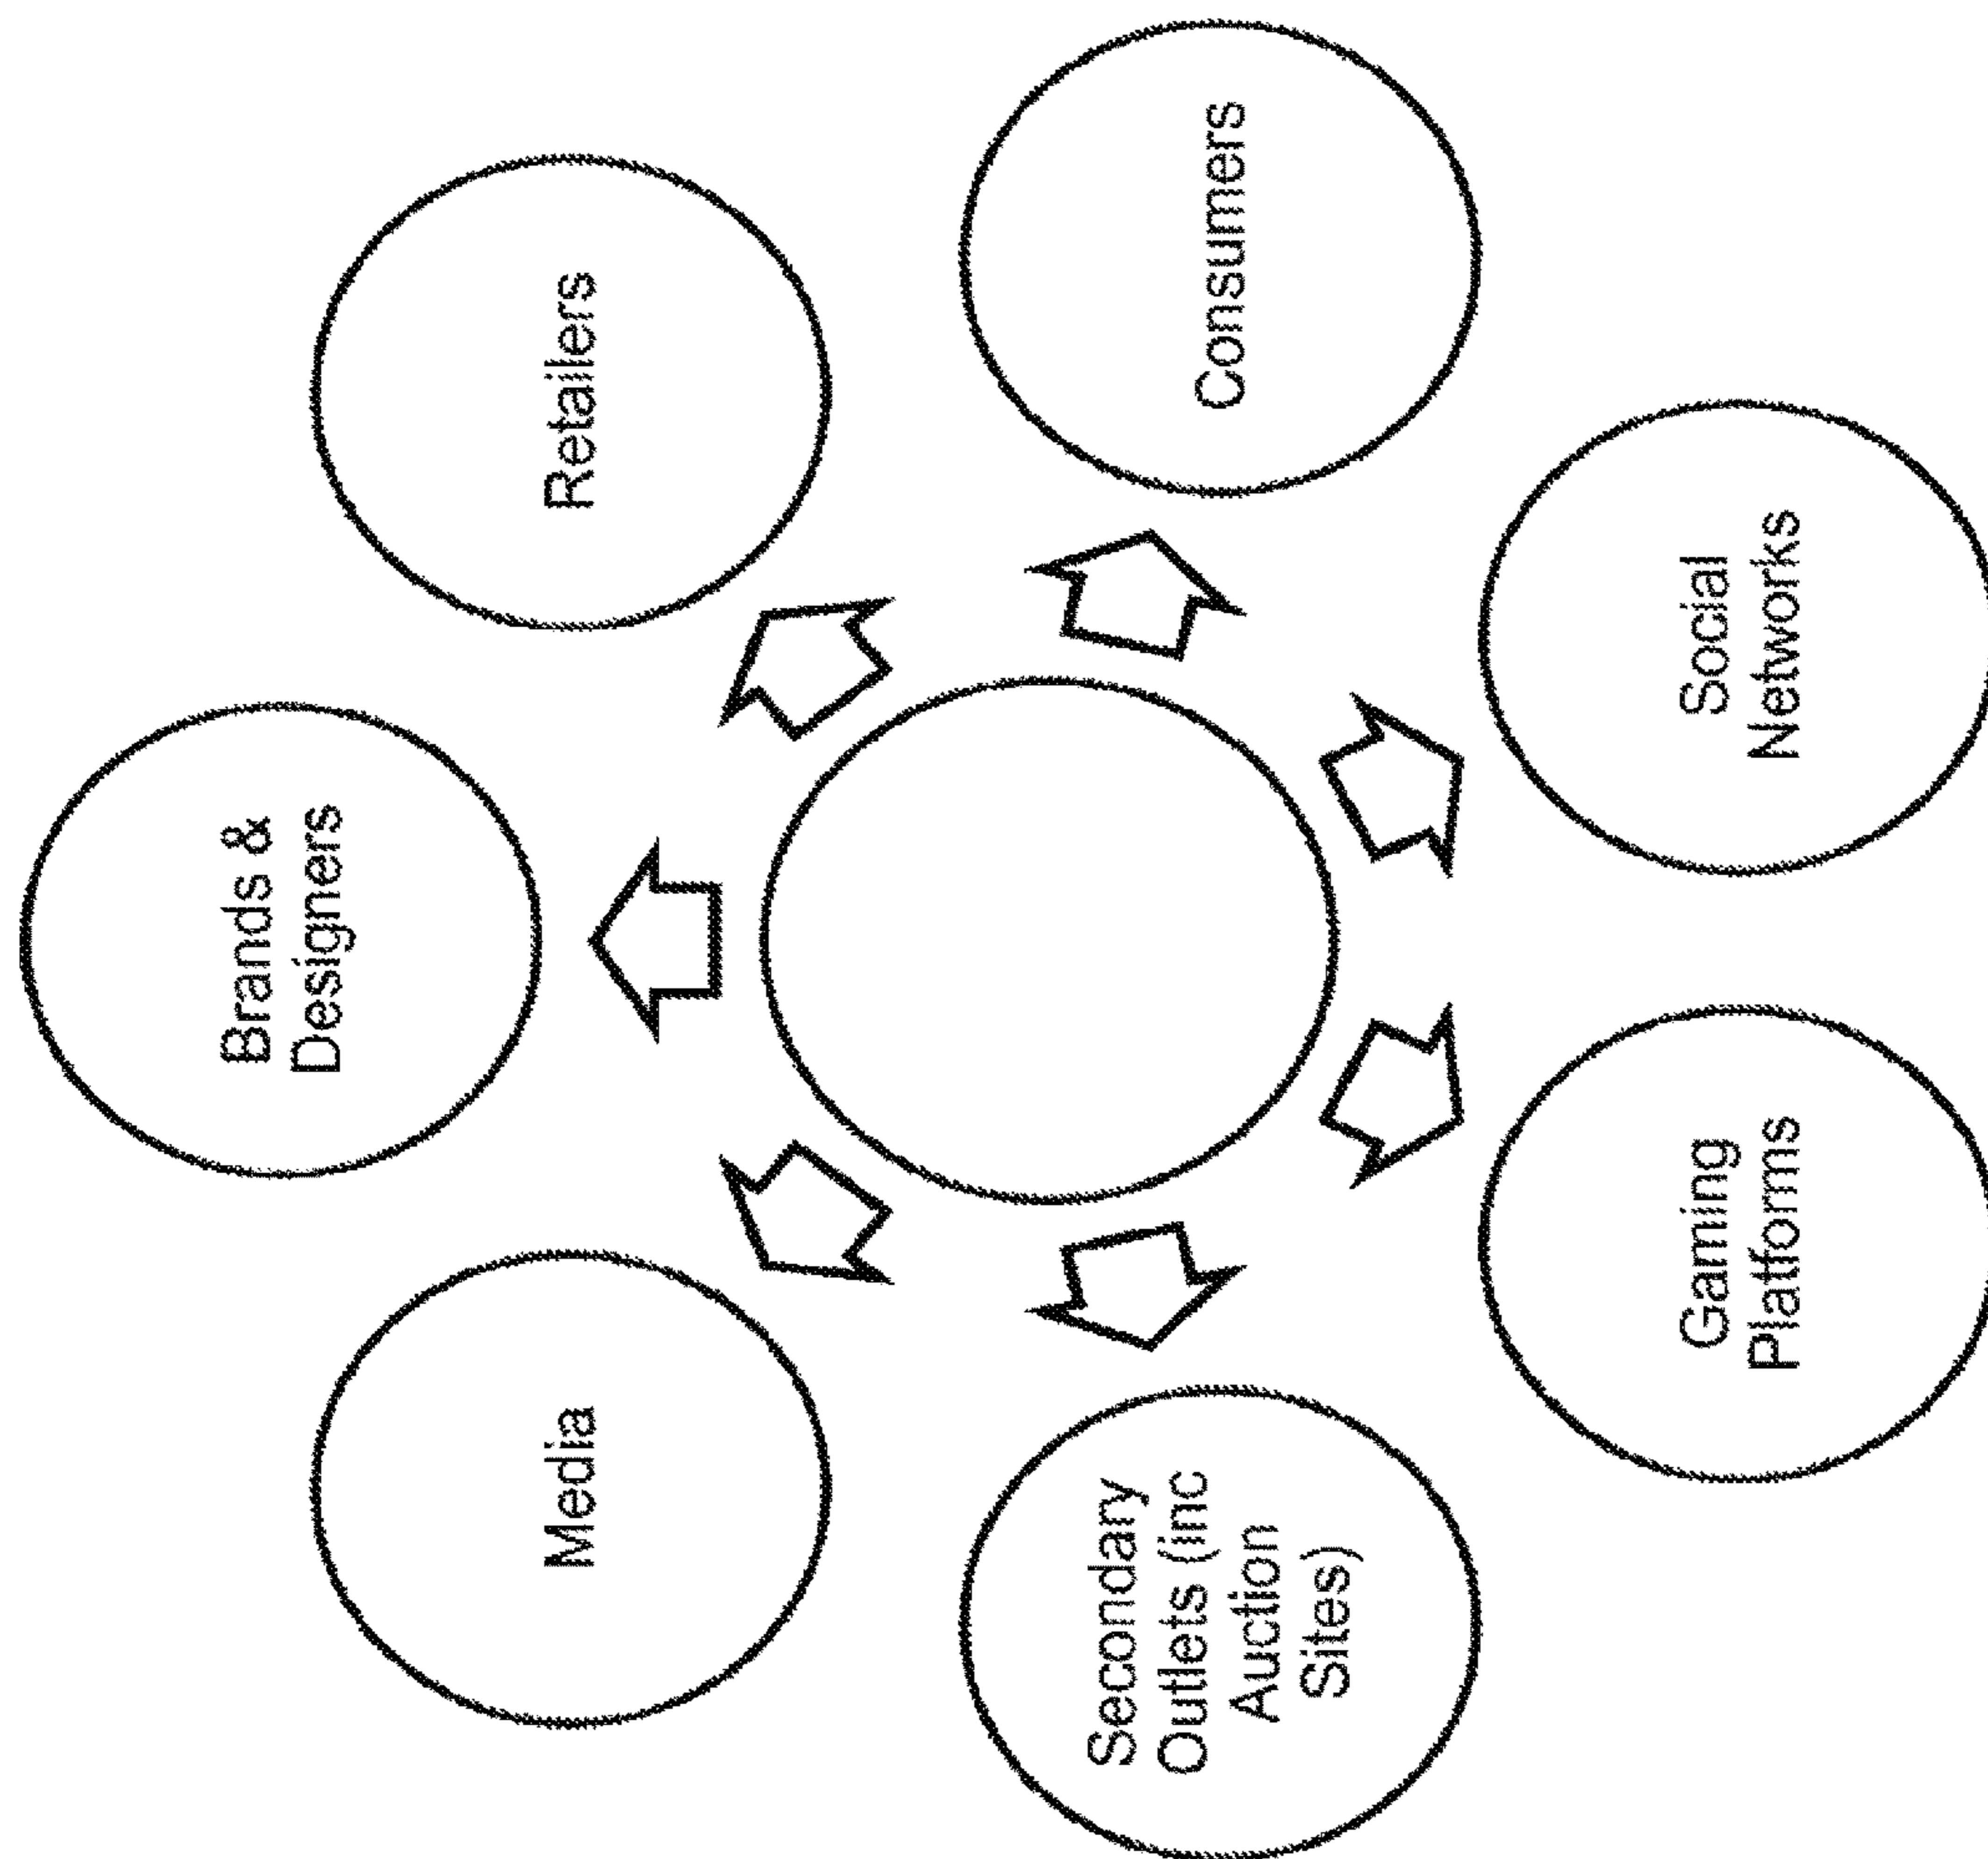 Brands &
Designers
Retailers
Consumers
Social
Networks
Gaming
Platforms
Secondary
Outlets (inc
Auction
Sites)
Media